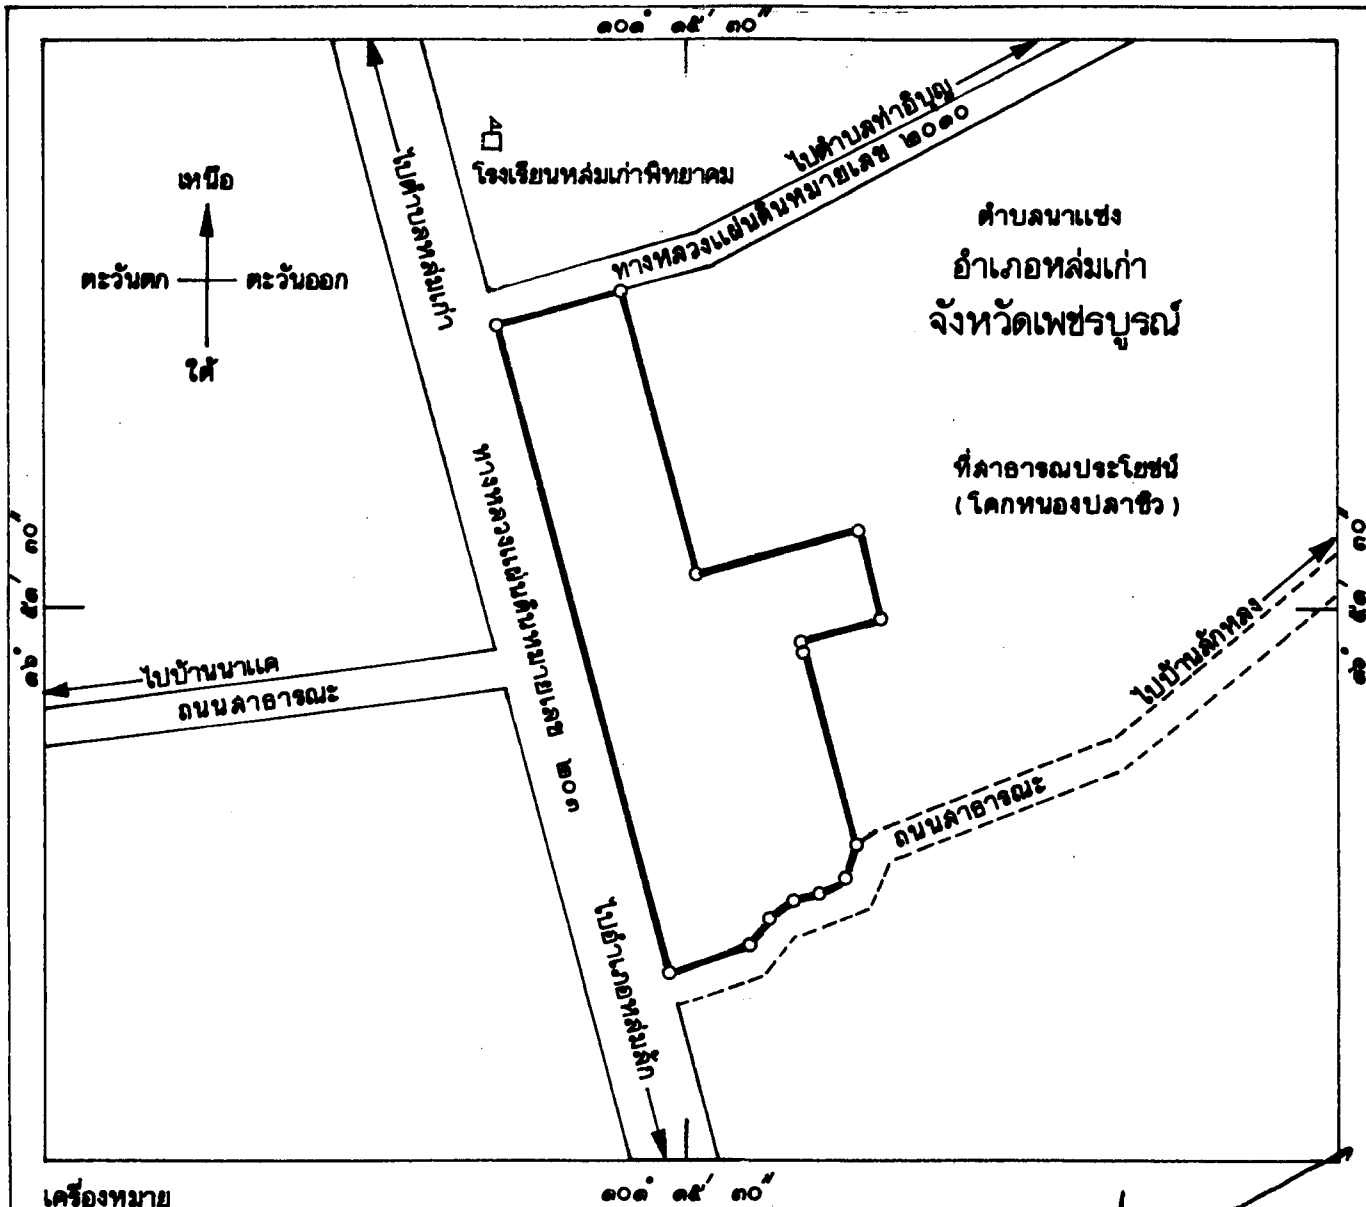 ๑๐๑° ๑๕′ ๓๐″
ไปตำบลท่าอิบุญ
ทางหลวงแผ่นดินหมายเลข ๒๐๑๐
โรงเรียนหล่มเก่าพิทยาคม
ไปตำบลหล่มเก่า
เหนือ
ตะวันตก
ตะวันออก
ใต้
ตำบลนาแซง
อำเภอหล่มเก่า
จังหวัดเพชรบูรณ์
ที่สาธารณประโยชน์
(โคกหนองปลาซิว)
ทางหลวงแผ่นดินหมายเลข ๒๐๓
๑๖° ๕๑′ ๓๐″
๑๖° ๕๑′ ๓๐″
ไปบ้านนาแค
ถนนสาธารณะ
ไปบ้านสักหลง
ถนนสาธารณะ
ไปอำเภอหล่มสัก
๑๐๑° ๑๕′ ๓๐″
เครื่องหมาย